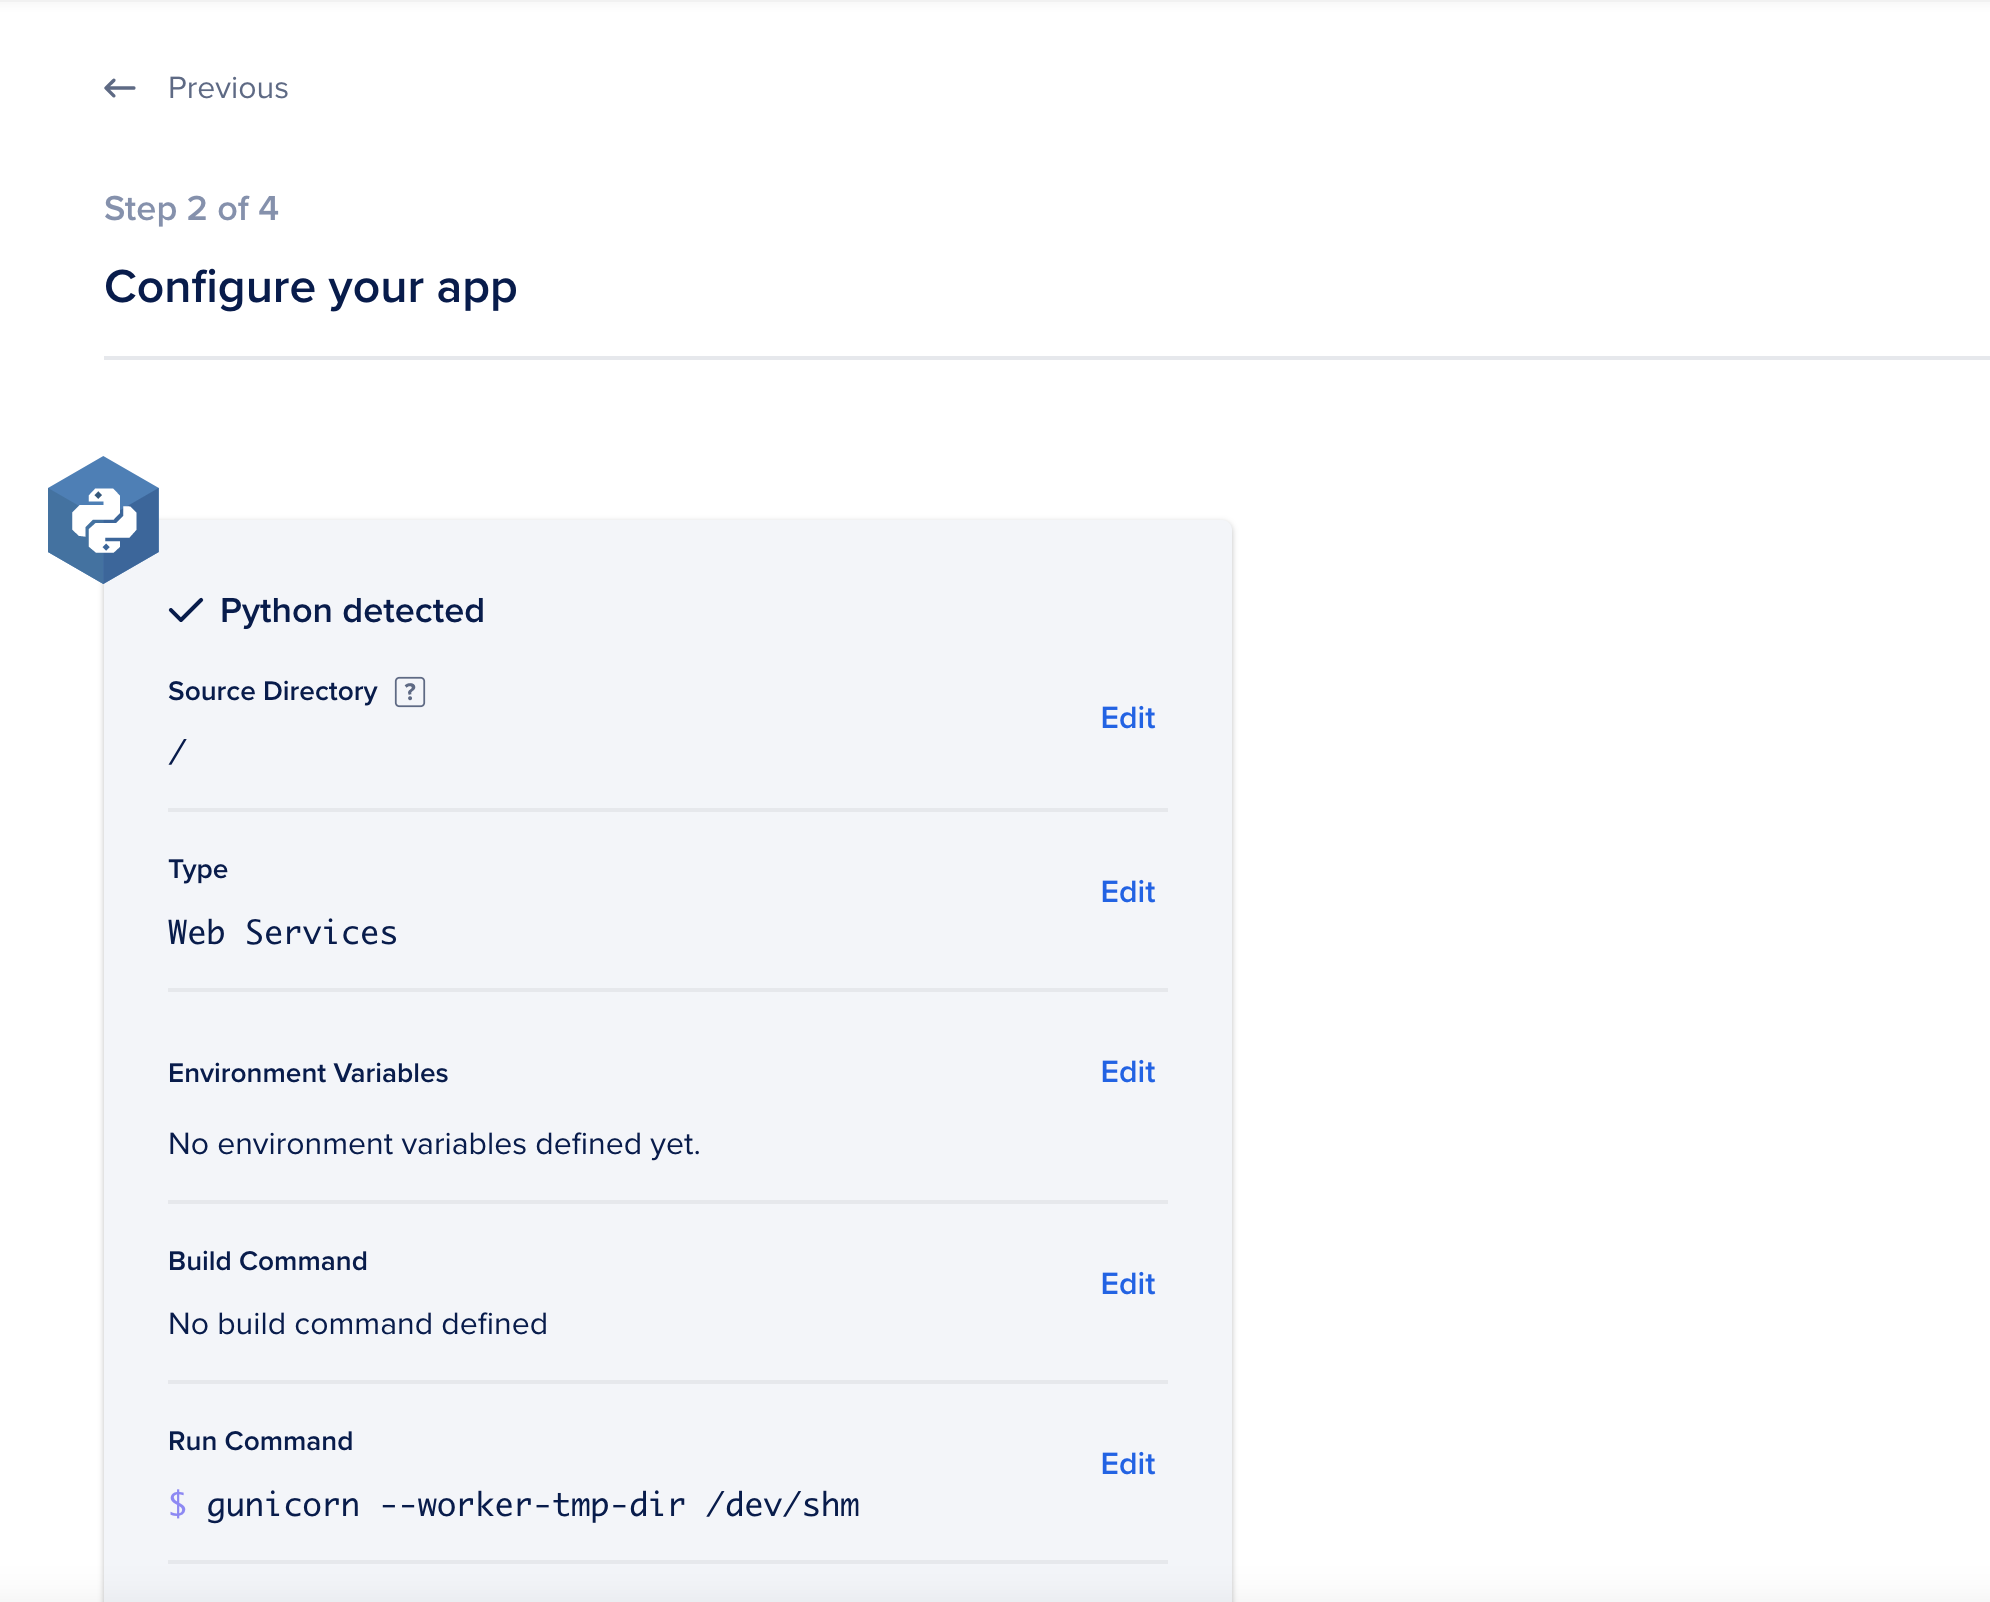 ← Previous
Step 2 of 4
Configure your app
✓ Python detected
Source Directory ?
Edit
/
Type
Edit
Web Services
Environment Variables
Edit
No environment variables defined yet.
Build Command
Edit
No build command defined
Run Command
Edit
$ gunicorn --worker-tmp-dir /dev/shm